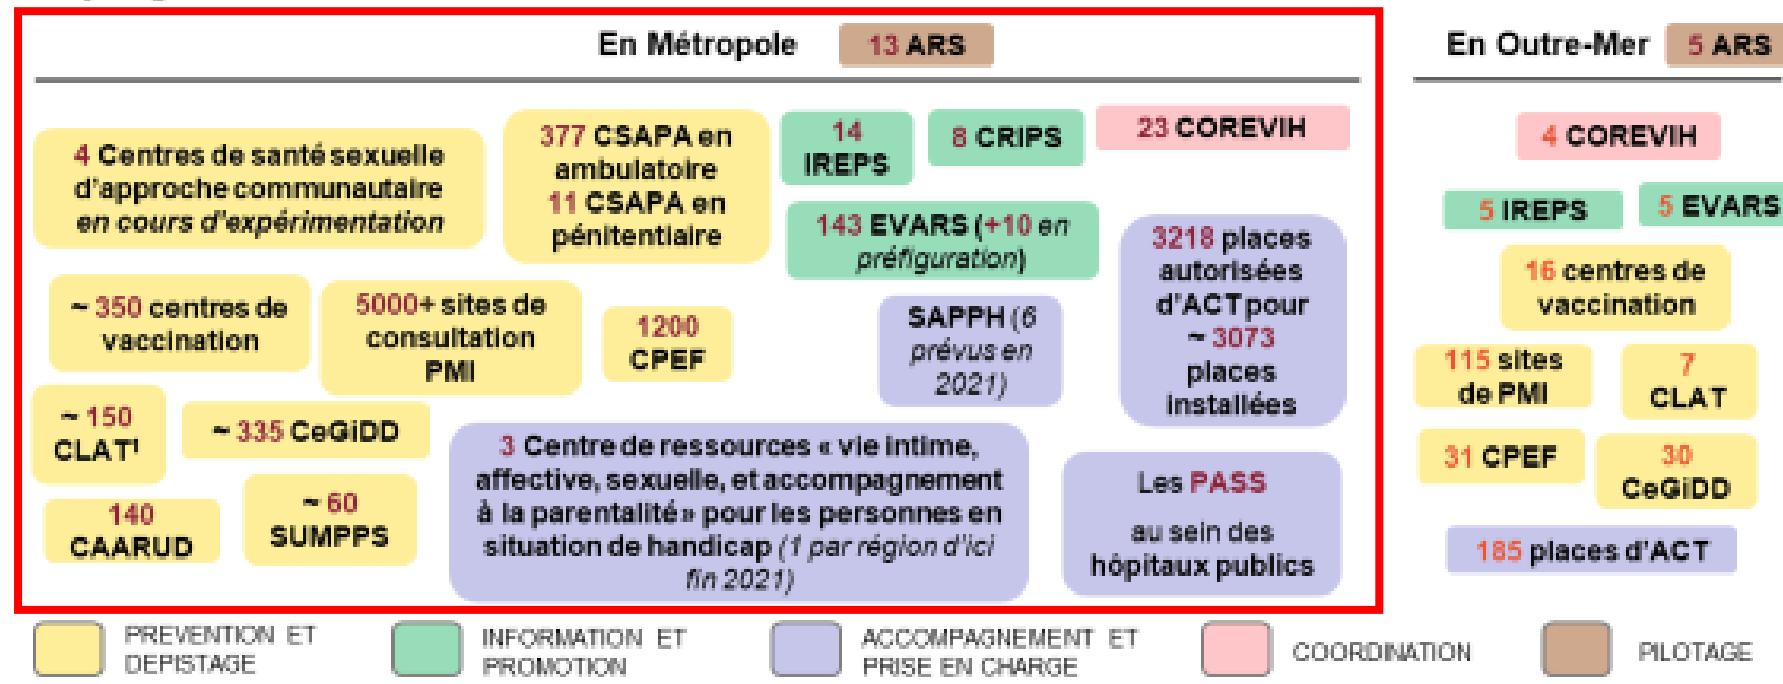 En Métropole
13 ARS
4 Centres de santé sexuelle
d'approche communautaire
en cours d'expérimentation
377 CSAPA en
ambulatoire
11 CSAPA en
pénitentiaire
14
IREPS
8 CRIPS
23 COREVIH
143 EVARS (+10 en
préfiguration)
3218 places
autorisées
d'ACT pour
~ 3073
places
installées
~ 350 centres de
vaccination
5000+ sites de
consultation
PMI
1200
CPEF
SAPPH (6
prévus en
2021)
~ 150
CLAT¹
~ 335 CeGiDD
3 Centre de ressources « vie intime,
affective, sexuelle, et accompagnement
à la parentalité » pour les personnes en
situation de handicap (1 par région d'ici
fin 2021)
Les PASS
au sein des
hôpitaux publics
140
CAARUD
~ 60
SUMPPS
En Outre-Mer
5 ARS
4 COREVIH
5 IREPS
5 EVARS
16 centres de
vaccination
115 sites
de PMI
7
CLAT
31 CPEF
30
CeGiDD
185 places d'ACT
PREVENTION ET
DEPISTAGE
INFORMATION ET
PROMOTION
ACCOMPAGNEMENT ET
PRISE EN CHARGE
COORDINATION
PILOTAGE